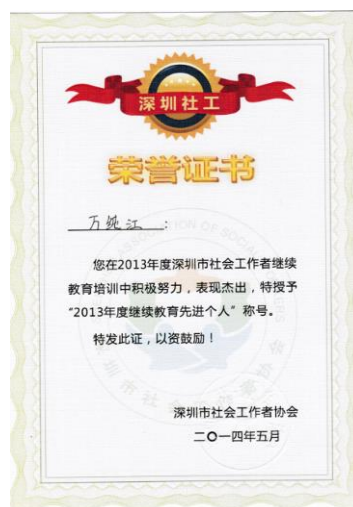 深圳社工
荣誉证书
万纯江：
您在2013年度深圳市社会工作者继续
教育培训中积极努力，表现杰出，特授予
“2013年度继续教育先进个人”称号。
特发此证，以资鼓励！
深圳市社会工作者协会
二〇一四年五月